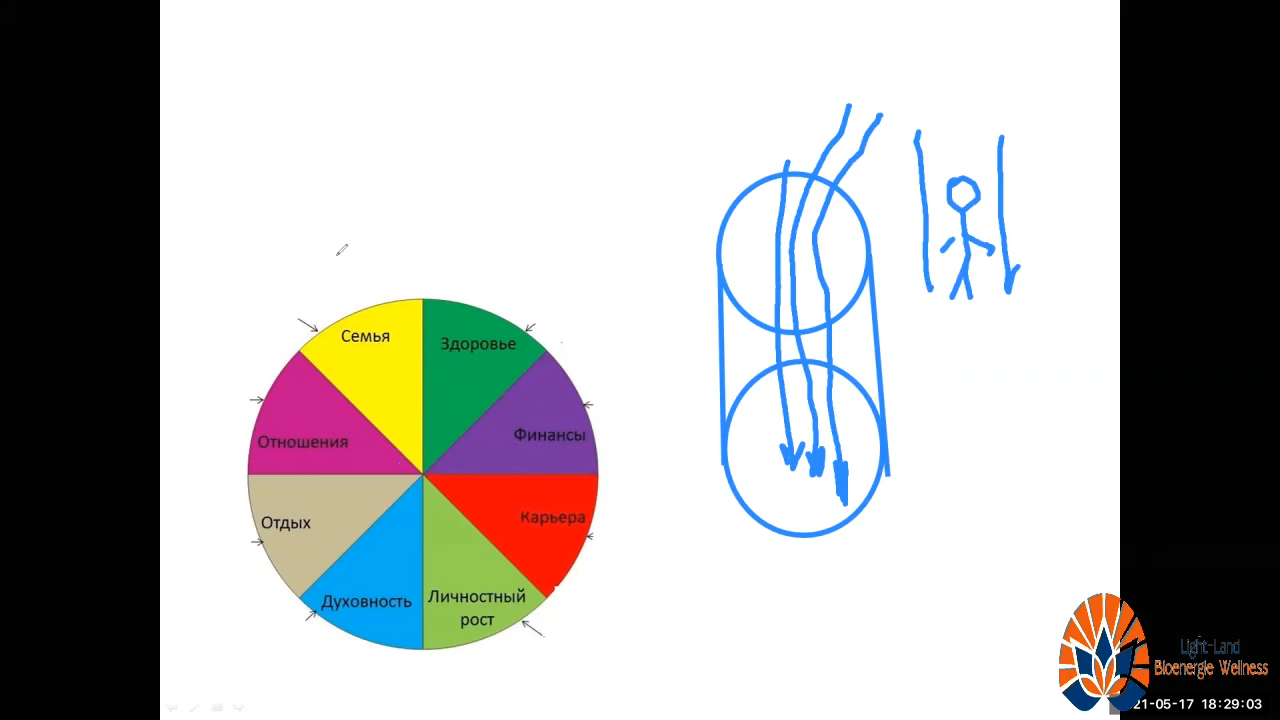 Семья
Здоровье
Отношения
Финансы
Отдых
Карьера
Духовность
Личностный
рост
Light-Land
Bioenergie Wellness
21-05-17 18:29:03